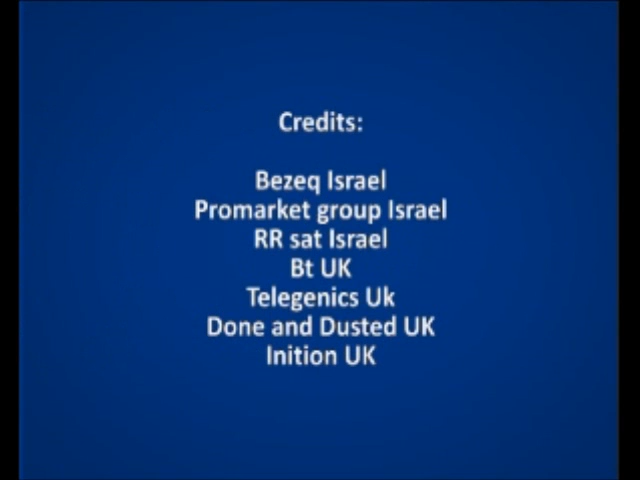 Credits:
Bezeq Israel
Promarket group Israel
RR sat Israel
Bt UK
Telegenics Uk
Done and Dusted UK
Inition UK